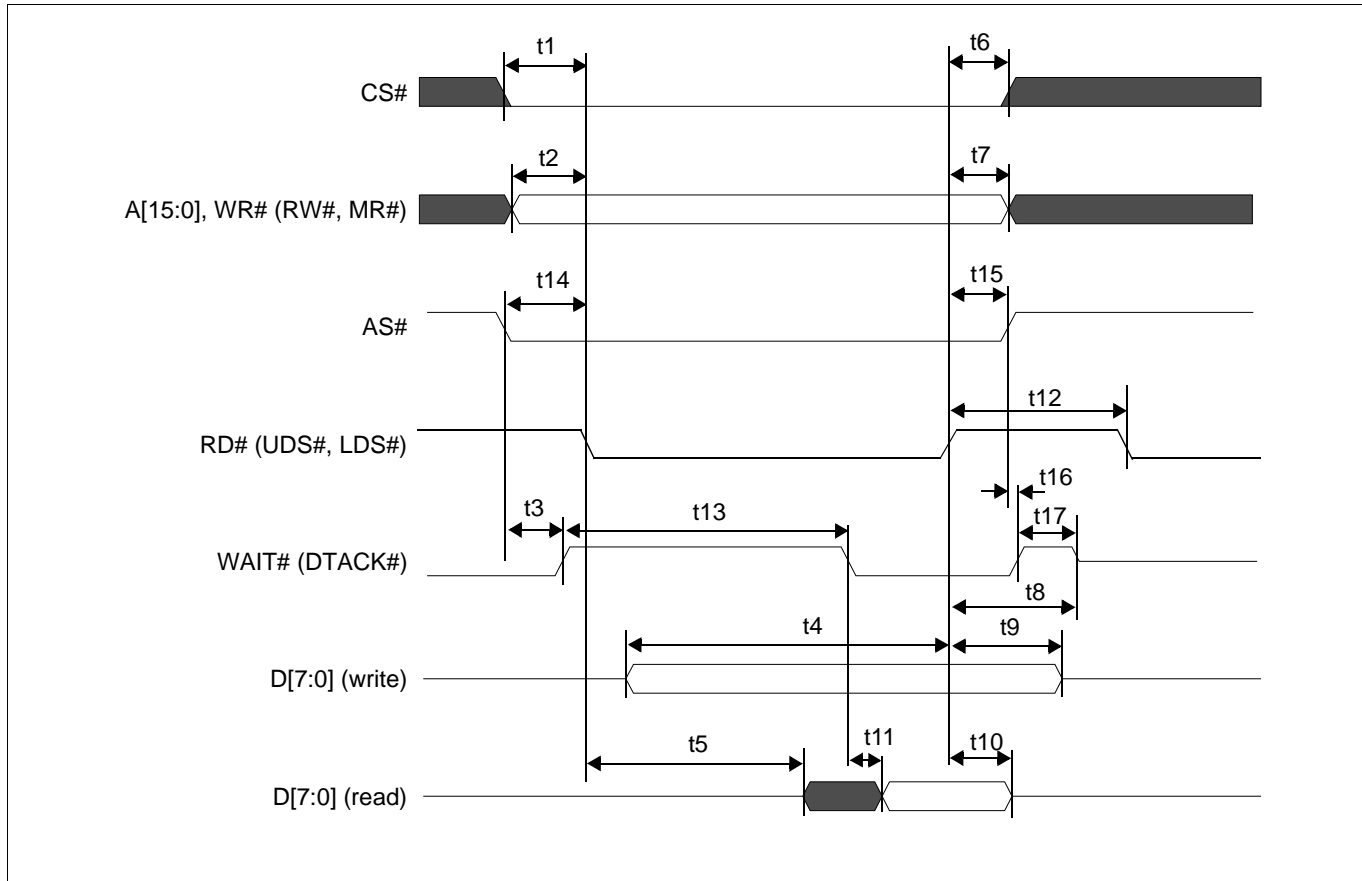 t1
t6
CS#
t2
t7
A[15:0], WR# (RW#, MR#)
t14
t15
AS#
t12
RD# (UDS#, LDS#)
t16
t3
t13
t17
WAIT# (DTACK#)
t8
t4
t9
D[7:0] (write)
t5
t11
t10
D[7:0] (read)